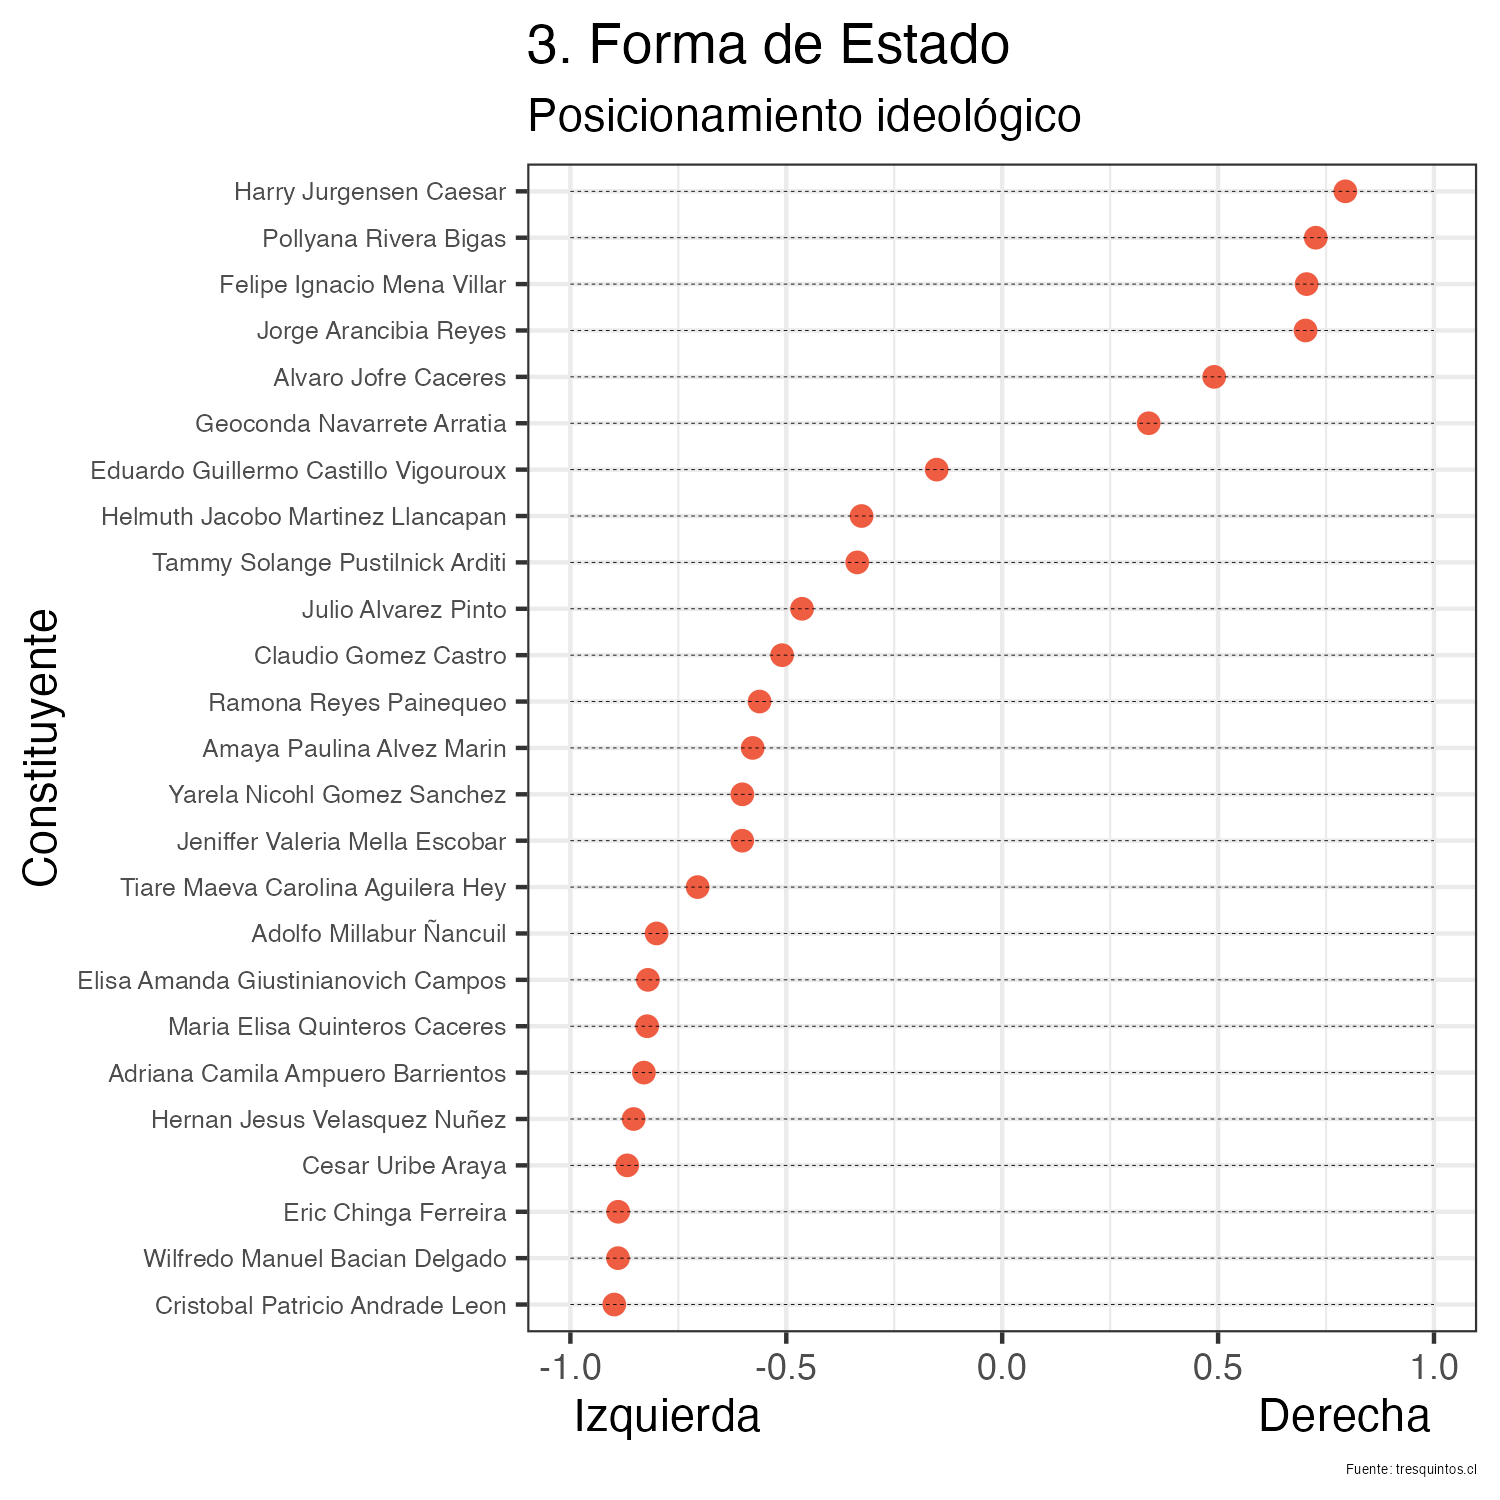 3. Forma de Estado
Posicionamiento ideológico
Constituyente
Harry Jurgensen Caesar
Pollyana Rivera Bigas
Felipe Ignacio Mena Villar
Jorge Arancibia Reyes
Alvaro Jofre Caceres
Geoconda Navarrete Arratia
Eduardo Guillermo Castillo Vigouroux
Helmuth Jacobo Martinez Llancapan
Tammy Solange Pustilnick Arditi
Julio Alvarez Pinto
Claudio Gomez Castro
Ramona Reyes Painequeo
Amaya Paulina Alvez Marin
Yarela Nicohl Gomez Sanchez
Jeniffer Valeria Mella Escobar
Tiare Maeva Carolina Aguilera Hey
Adolfo Millabur Ñancuil
Elisa Amanda Giustinianovich Campos
Maria Elisa Quinteros Caceres
Adriana Camila Ampuero Barrientos
Hernan Jesus Velasquez Nuñez
Cesar Uribe Araya
Eric Chinga Ferreira
Wilfredo Manuel Bacian Delgado
Cristobal Patricio Andrade Leon
-1.0 -0.5 0.0 0.5 1.0
Izquierda Derecha
Fuente: tresquintos.cl